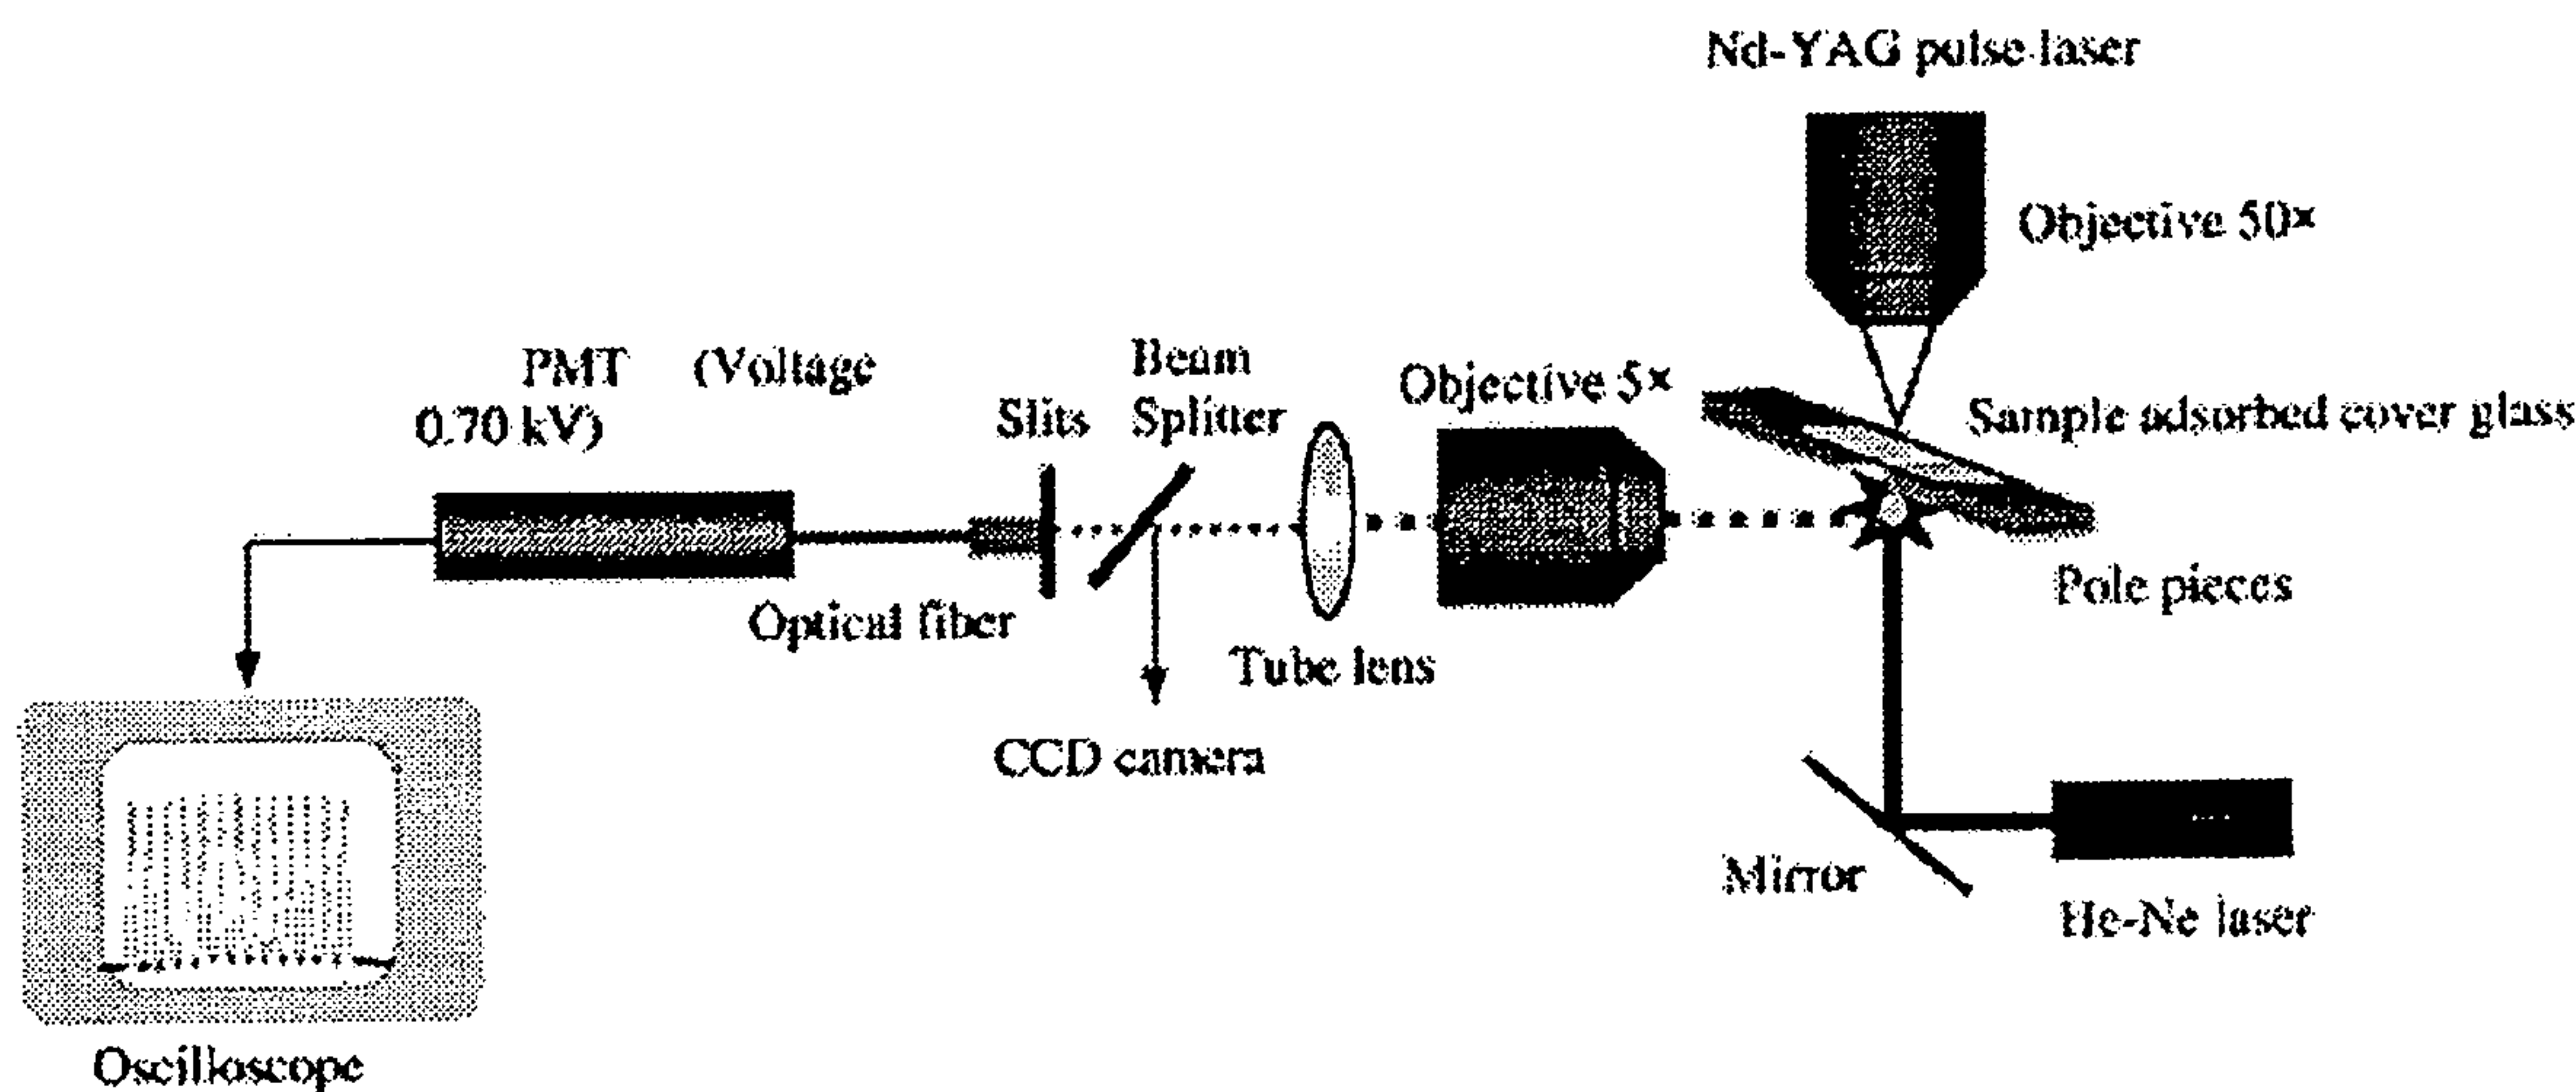 Nd-YAG pulse laser
Objective 50×
PMT (Voltage
0.70 kV)
Slits
Beam
Splitter
Objective 5×
Sample adsorbed cover glass
Optical fiber
Tube lens
Pole pieces
CCD camera
Mirror
He-Ne laser
Oscilloscope